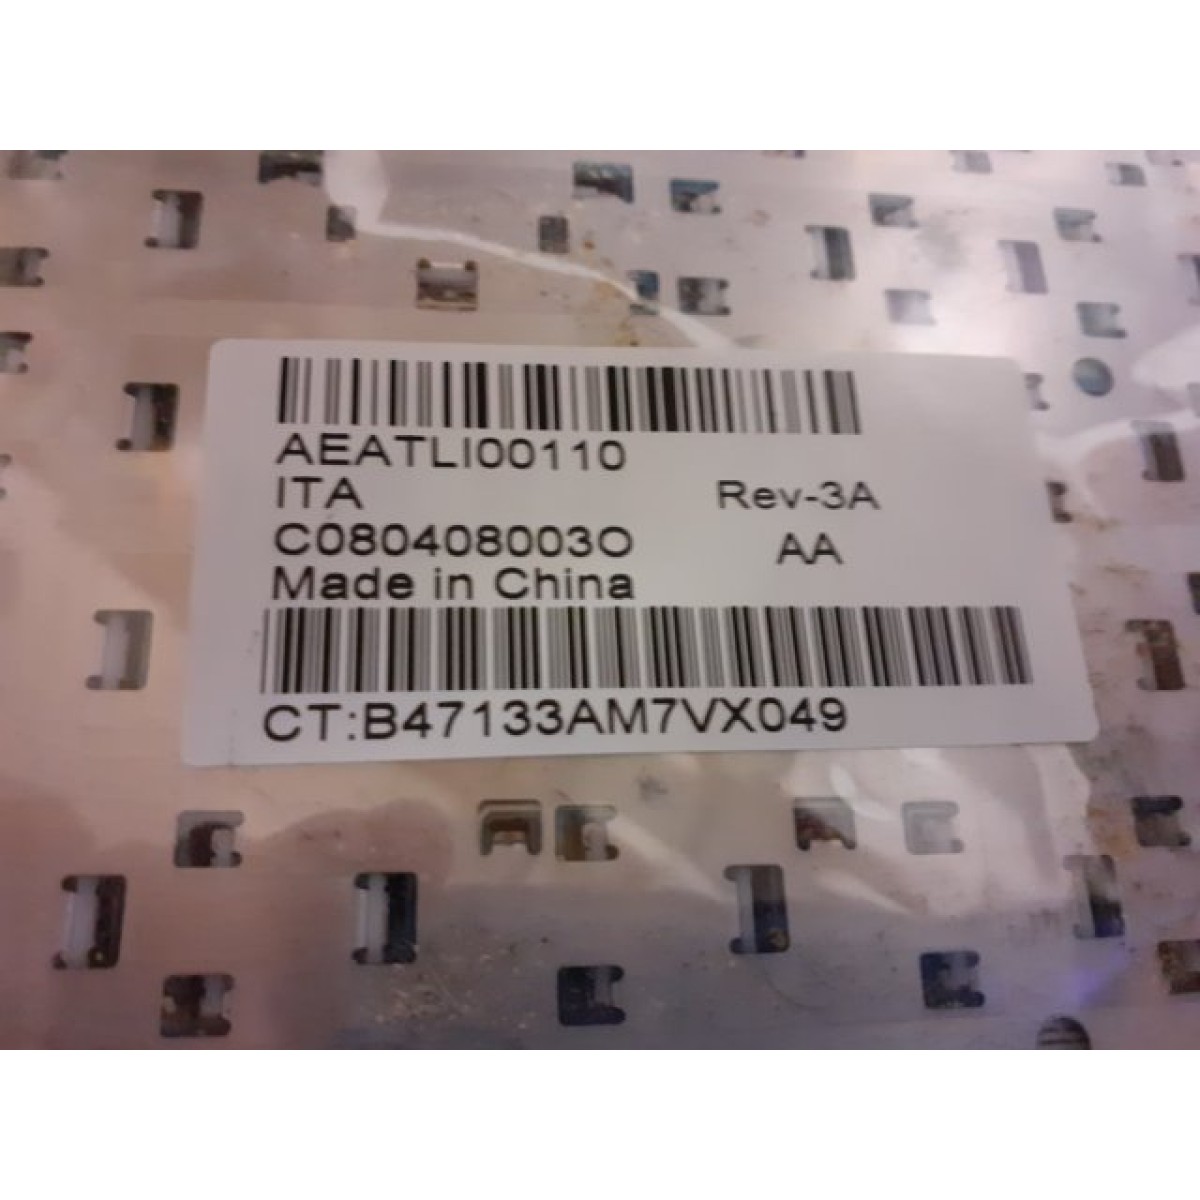 AEATLI00110
ITA Rev-3A
C0804080030 AA
Made in China
CT:B47133AM7VX049